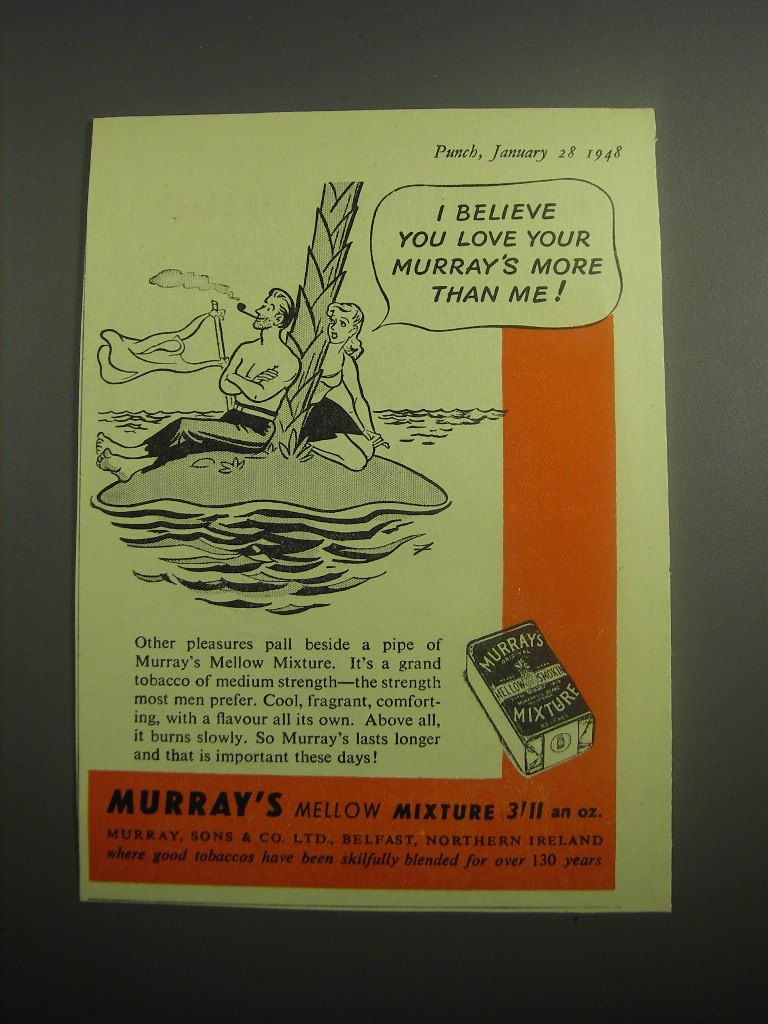 Punch, January 28 1948
I BELIEVE
YOU LOVE YOUR
MURRAY'S MORE
THAN ME!
Other pleasures pall beside a pipe of
Murray's Mellow Mixture. It's a grand
tobacco of medium strength—the strength
most men prefer. Cool, fragrant, comfort-
ing, with a flavour all its own. Above all,
it burns slowly. So Murray's lasts longer
and that is important these days!
MURRAY'S
MELLOW SMOKING
MIXTURE
BELFAST
MURRAY'S MELLOW MIXTURE 3/11 an oz.
MURRAY, SONS & CO. LTD., BELFAST, NORTHERN IRELAND
where good tobaccos have been skilfully blended for over 130 years